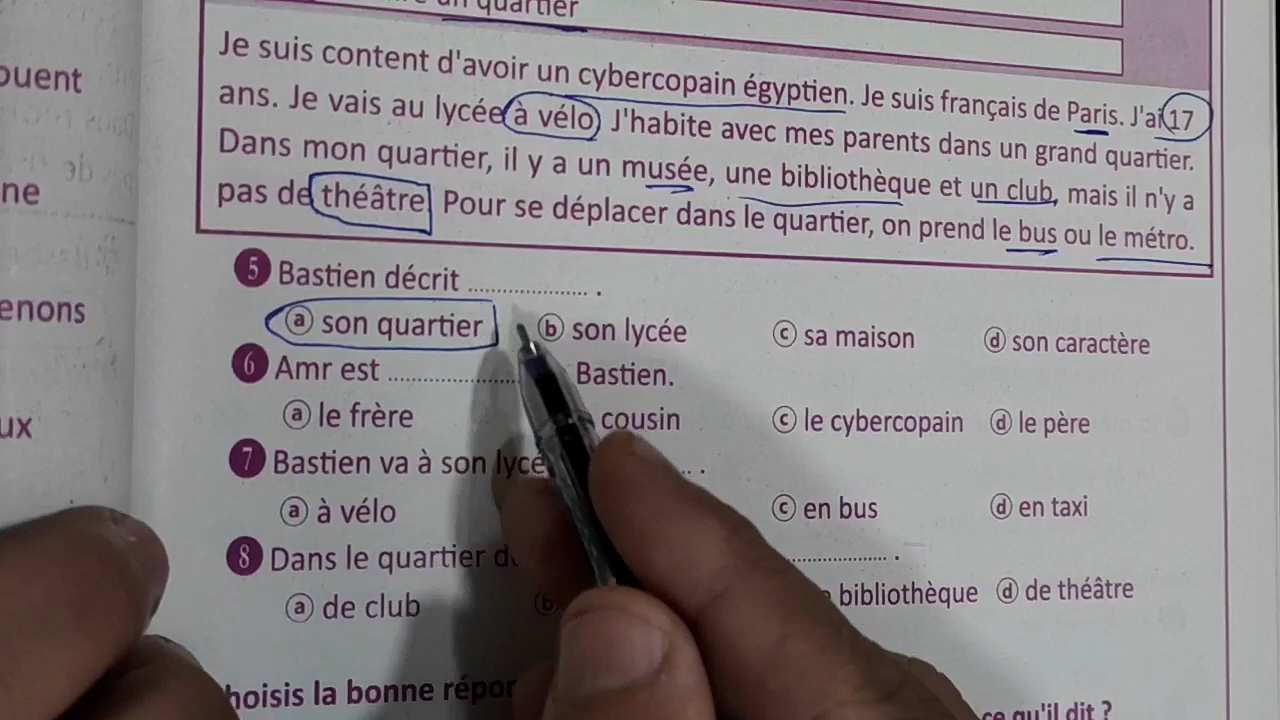 un quartier
Je suis content d'avoir un cybercopain égyptien. Je suis français de Paris. J'ai 17
ans. Je vais au lycée à vélo J'habite avec mes parents dans un grand quartier.
Dans mon quartier, il y a un musée, une bibliothèque et un club, mais il n'y a
pas de théâtre Pour se déplacer dans le quartier, on prend le bus ou le métro.
5 Bastien décrit .................... .
a son quartier b son lycée c sa maison d son caractère
6 Amr est .................... Bastien.
a le frère cousin c le cybercopain d le père
7 Bastien va à son lycé .. .
a à vélo c en bus d en taxi
8 Dans le quartier d .................... .
a de club b bibliothèque d de théâtre
hoisis la bonne répon
ce qu'il dit ?
ouent
ne
enons
ux